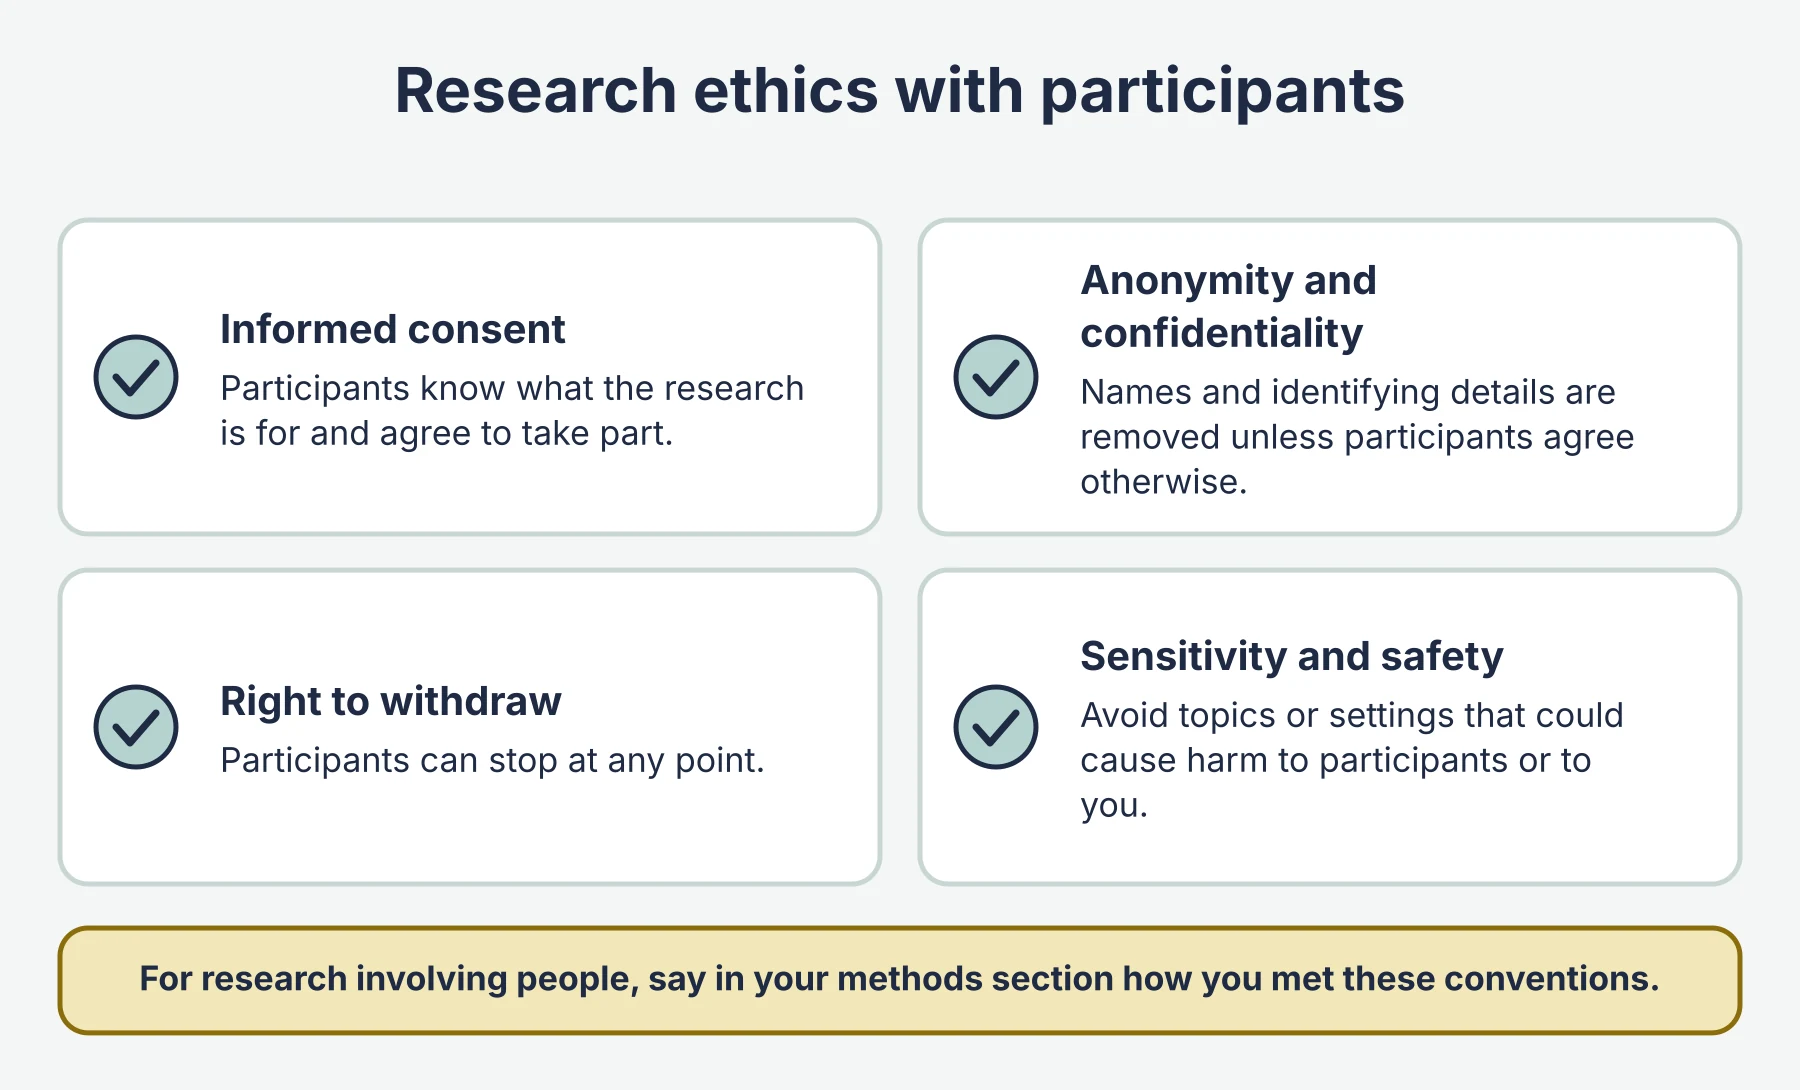 Research ethics with participants
Informed consent
Participants know what the research
is for and agree to take part.
Anonymity and
confidentiality
Names and identifying details are
removed unless participants agree
otherwise.
Right to withdraw
Participants can stop at any point.
Sensitivity and safety
Avoid topics or settings that could
cause harm to participants or to
you.
For research involving people, say in your methods section how you met these conventions.